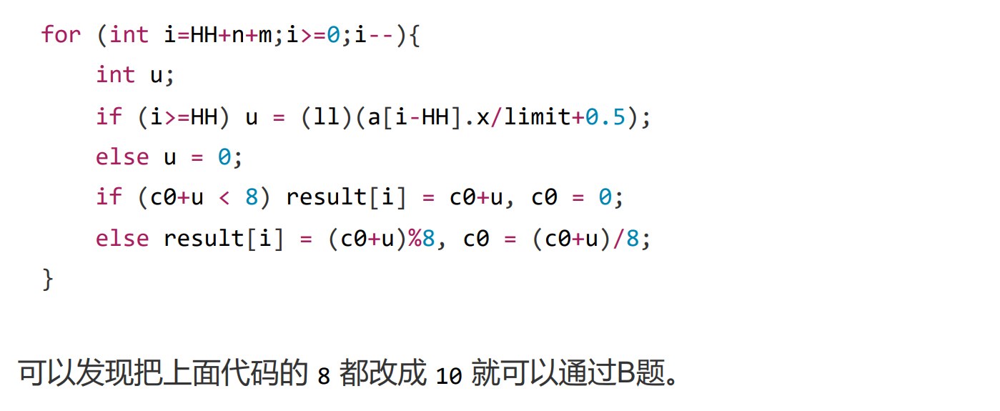 for (int i=HH+n+m;i>=0;i--){
    int u;
    if (i>=HH) u = (ll)(a[i-HH].x/limit+0.5);
    else u = 0;
    if (c0+u < 8) result[i] = c0+u, c0 = 0;
    else result[i] = (c0+u)%8, c0 = (c0+u)/8;
}
可以发现把上面代码的 8 都改成 10 就可以通过B题。